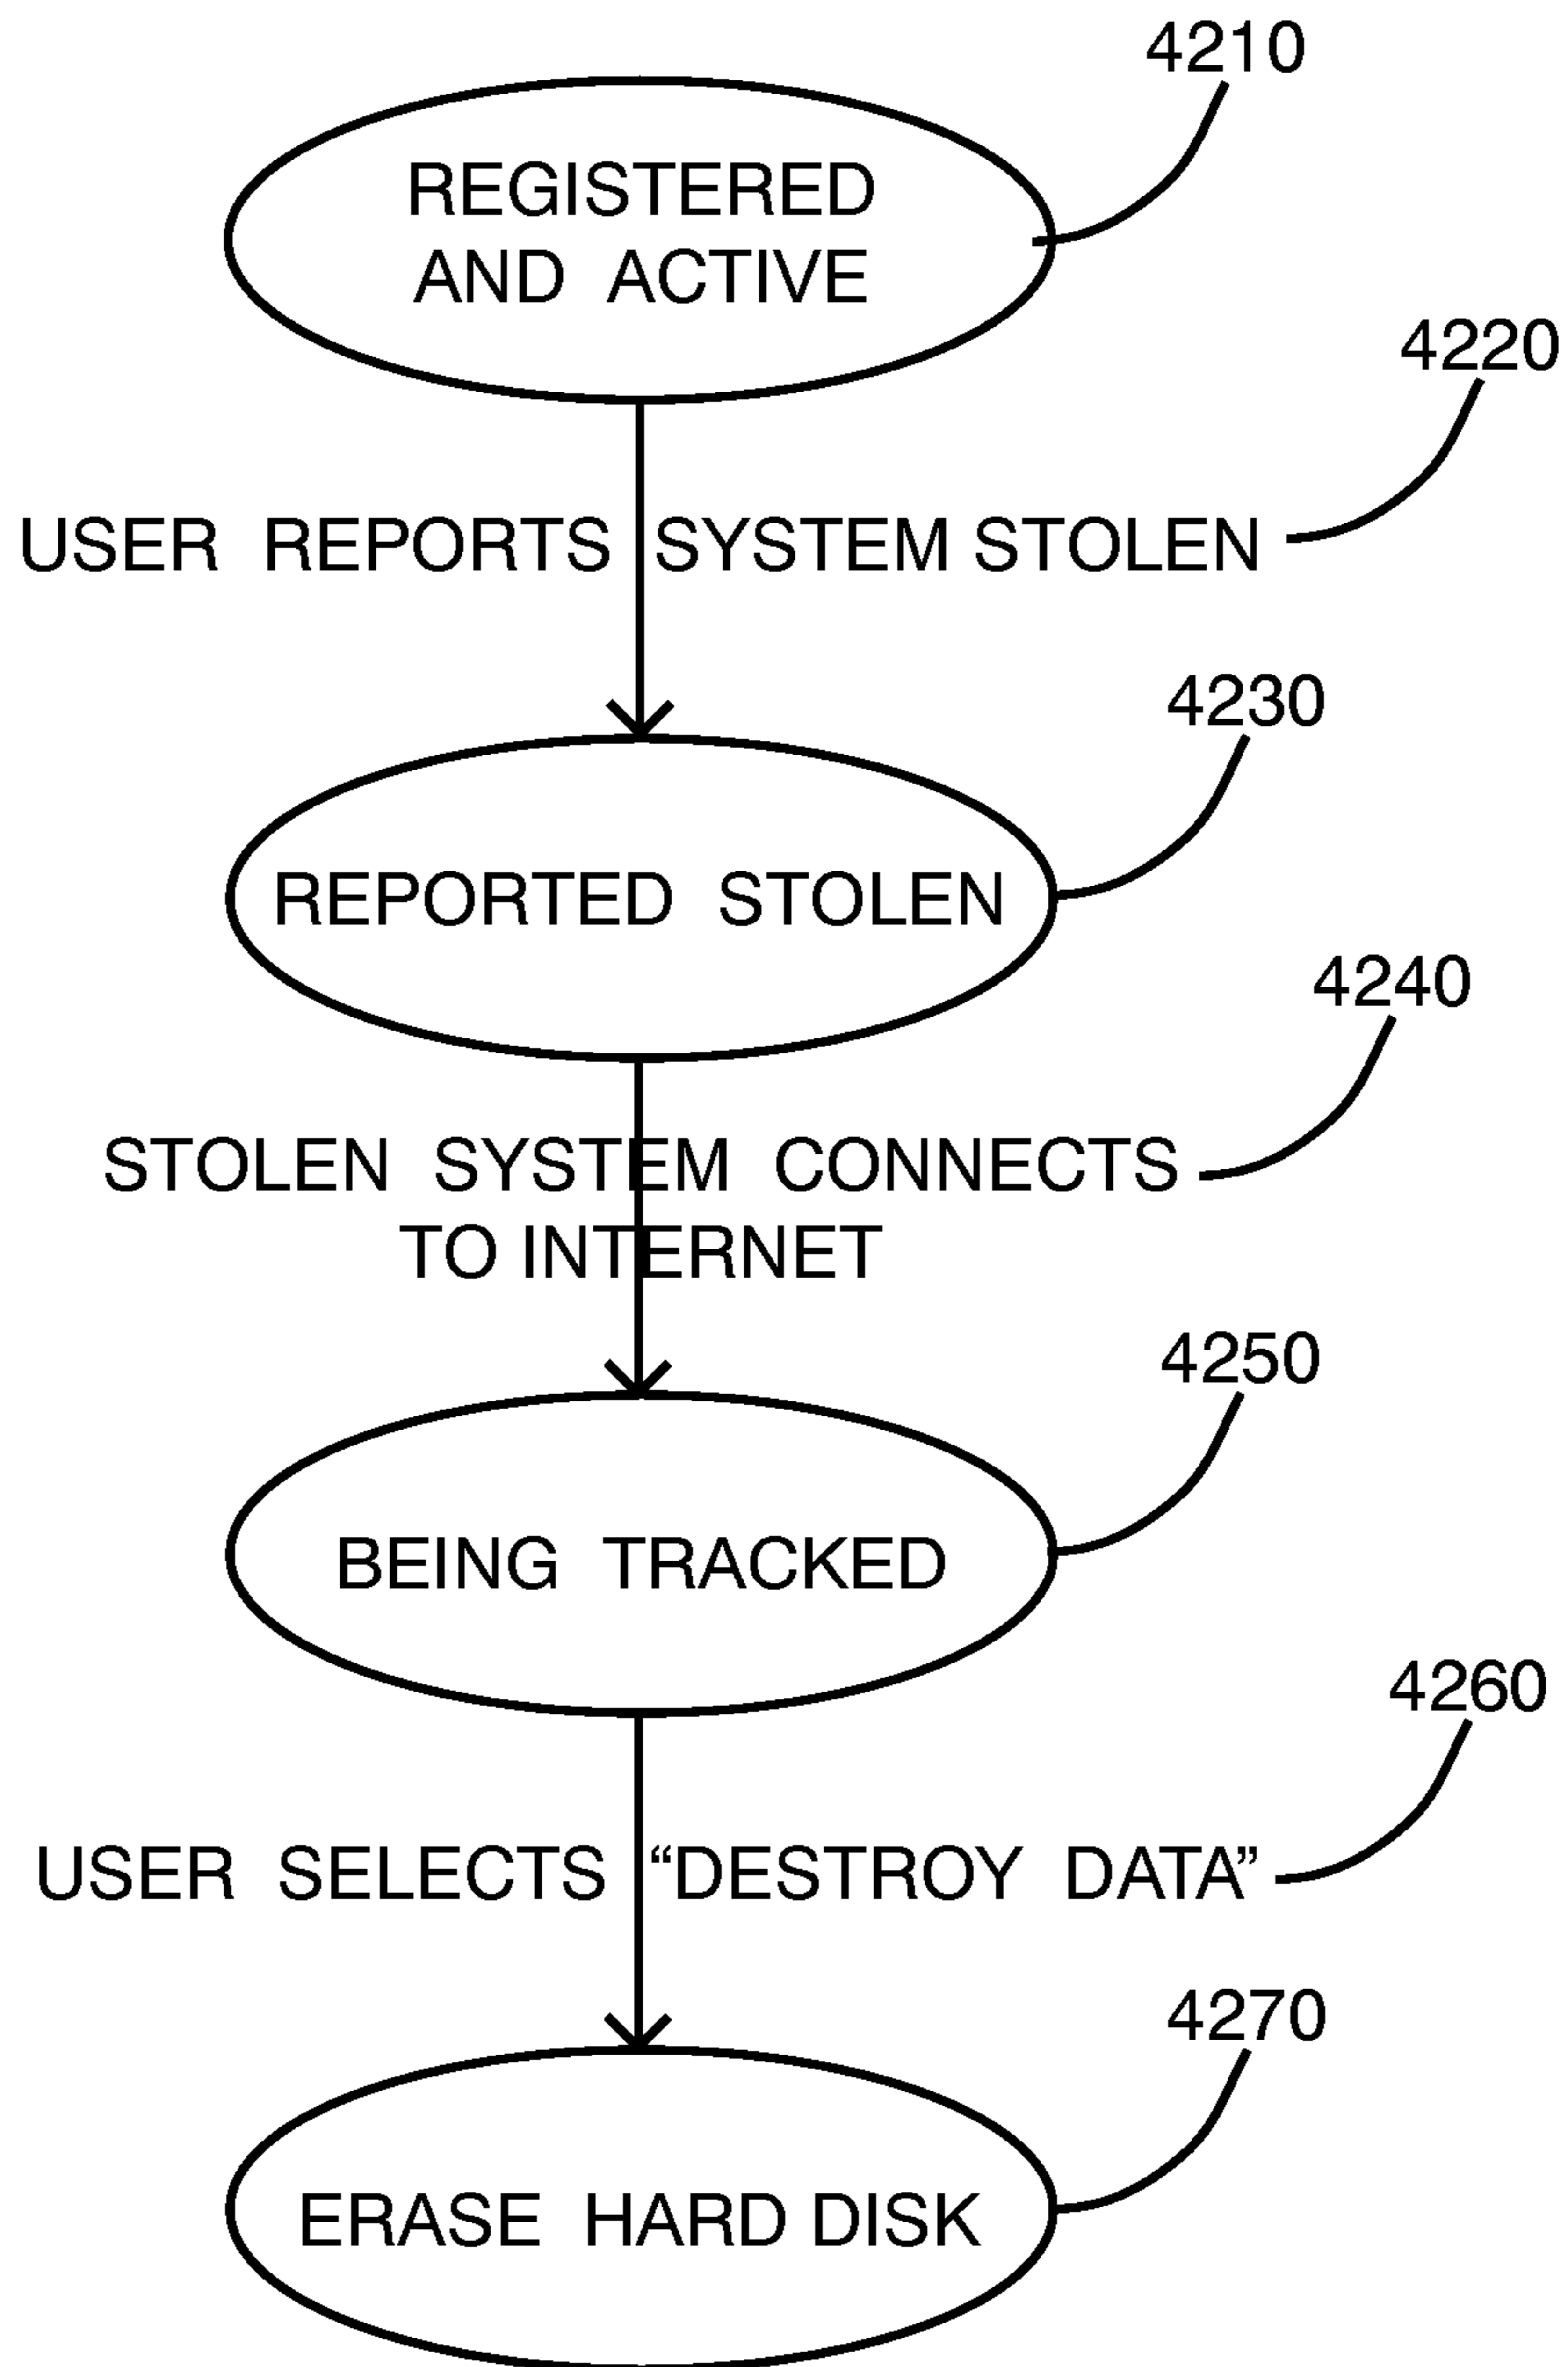 4210
REGISTERED
AND ACTIVE
4220
USER REPORTS SYSTEM STOLEN
4230
REPORTED STOLEN
4240
STOLEN SYSTEM CONNECTS
TO INTERNET
4250
BEING TRACKED
4260
USER SELECTS “DESTROY DATA”
4270
ERASE HARD DISK